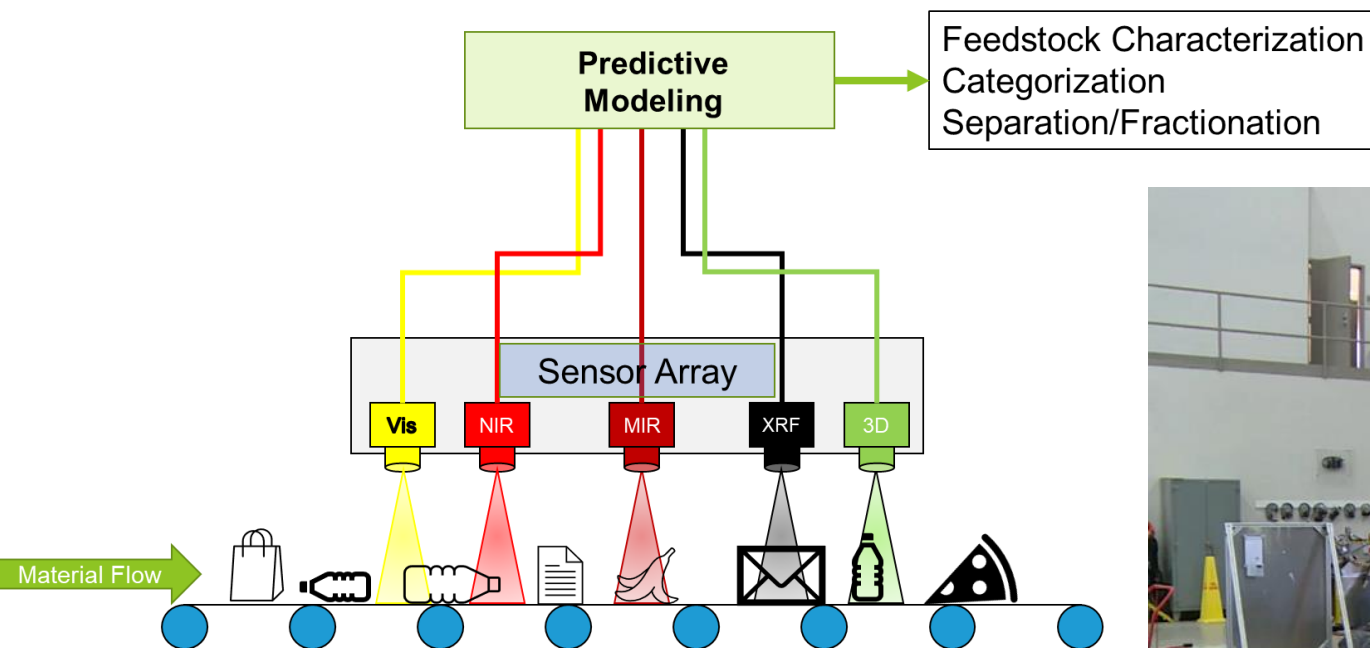 Predictive
Modeling
Feedstock Characterization
Categorization
Separation/Fractionation
Sensor Array
Vis
NIR
MIR
XRF
3D
Material Flow